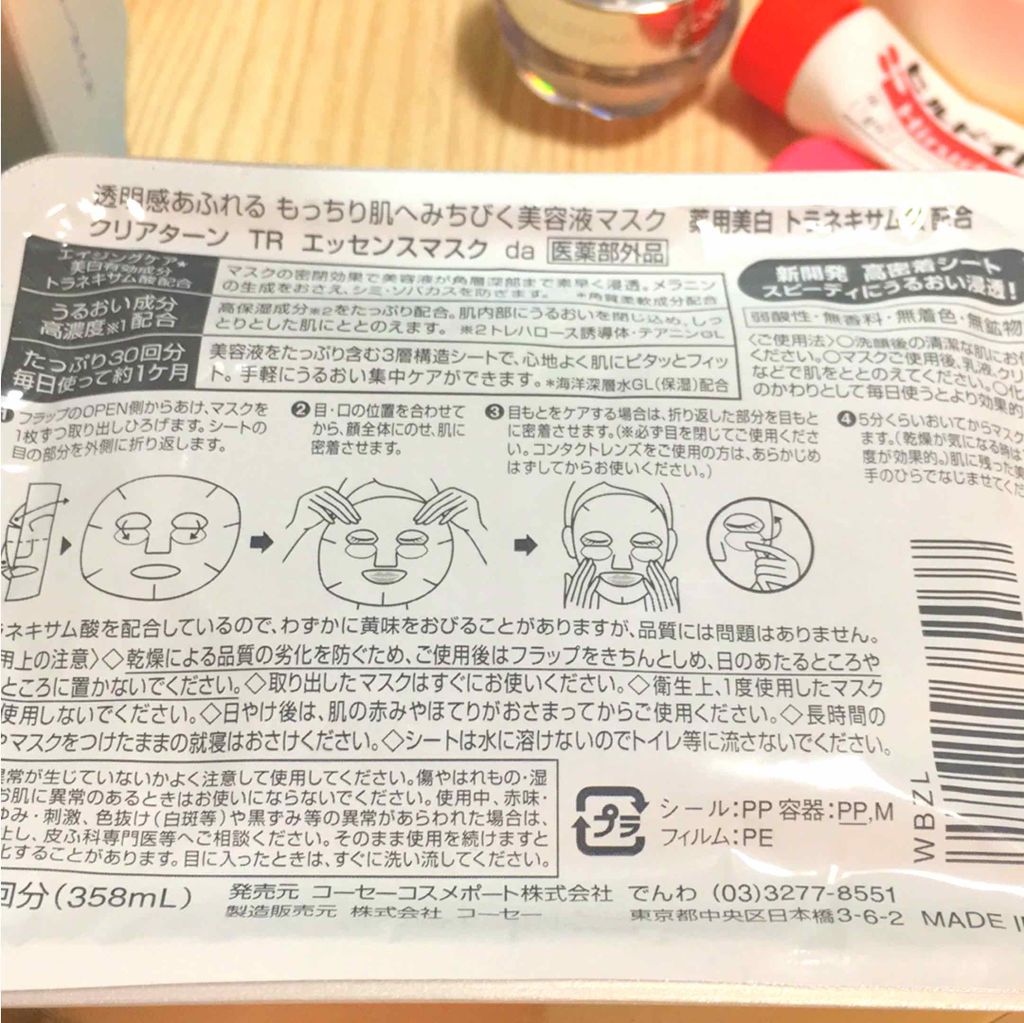 ヒルドイド
透明感あふれる もっちり肌へみちびく美容液マスク 薬用美白 トラネキサム 配合
クリアターン TR エッセンスマスク da 医薬部外品
エイジングケア*
美白有効成分
トラネキサム酸配合
マスクの密閉効果で美容液が角層深部まで素早く浸透。メラニン
の生成をおさえ、シミ・ソバカスを防ぎます。 *角質柔軟成分配合
うるおい成分
高濃度※1配合
高保湿成分※2をたっぷり配合。肌内部にうるおいを閉じ込め、しっ
とりとした肌にととのえます。 ※2トレハロース誘導体・テアニンGL
たっぷり30回分
毎日使って約1ヶ月
美容液をたっぷり含む3層構造シートで、心地よく肌にピタッとフィッ
ト。手軽にうるおい集中ケアができます。*海洋深層水GL(保湿)配合
新開発 高密着シート
スピーディにうるおい浸透!
弱酸性・無香料・無着色・無鉱物
〈ご使用法〉○洗顔後の清潔な肌にお
ください。○マスクご使用後、乳液、クリ
などで肌をととのえてください。○化
のかわりとして毎日使うとより効果的
1 フラップのOPEN側からあけ、マスクを
1枚ずつ取り出しひろげます。シートの
目の部分を外側に折り返します。
2 目・口の位置を合わせて
から、顔全体にのせ、肌に
密着させます。
3 目もとをケアする場合は、折り返した部分を目もと
に密着させます。(※必ず目を閉じてご使用くださ
い。コンタクトレンズをご使用の方は、あらかじめ
はずしてからお使いください。)
4 5分くらいおいてからマスク
ます。(乾燥が気になる時は
度が効果的。)肌に残った美
手のひらでなじませてくだ
ラネキサム酸を配合しているので、わずかに黄味をおびることがありますが、品質には問題はありません。
用上の注意〉◇乾燥による品質の劣化を防ぐため、ご使用後はフラップをきちんとしめ、日のあたるところや
ところに置かないでください。◇取り出したマスクはすぐにお使いください。◇衛生上、1度使用したマスク
使用しないでください。◇日やけ後は、肌の赤みやほてりがおさまってからご使用ください。◇長時間の
やマスクをつけたままの就寝はおさけください。◇シートは水に溶けないのでトイレ等に流さないでください。
異常が生じていないかよく注意して使用してください。傷やはれもの・湿
お肌に異常のあるときはお使いにならないでください。使用中、赤味・
ゆみ・刺激、色抜け(白斑等)や黒ずみ等の異常があらわれた場合は、
止し、皮ふ科専門医等へご相談ください。そのまま使用を続けますと
化することがあります。目に入ったときは、すぐに洗い流してください。
プラ
シール:PP 容器:PP,M
フィルム:PE
WBZL
回分(358mL)
発売元 コーセーコスメポート株式会社 でんわ (03)3277-8551
製造販売元 株式会社 コーセー 東京都中央区日本橋3-6-2 MADE